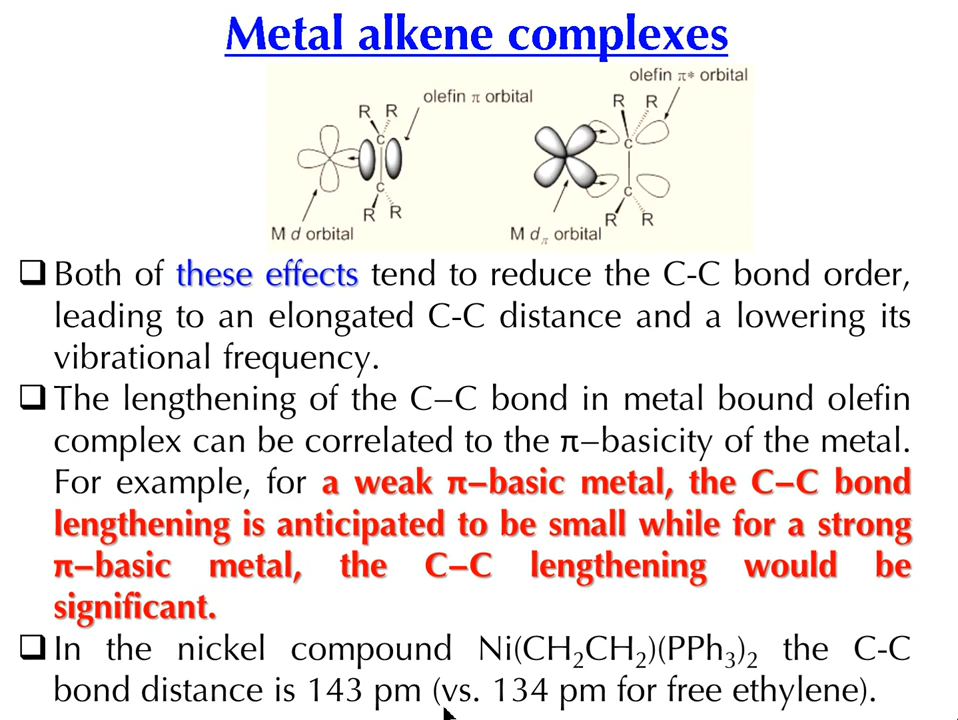 Metal alkene complexes
olefin π* orbital
olefin π orbital
R R
R R
C
C
C
C
R R
R R
M d orbital
M dπ orbital
❑ Both of these effects tend to reduce the C-C bond order,
leading to an elongated C-C distance and a lowering its
vibrational frequency.
❑ The lengthening of the C−C bond in metal bound olefin
complex can be correlated to the π−basicity of the metal.
For example, for a weak π−basic metal, the C−C bond
lengthening is anticipated to be small while for a strong
π−basic metal, the C−C lengthening would be
significant.
❑ In the nickel compound Ni(CH₂CH₂)(PPh₃)₂ the C-C
bond distance is 143 pm (vs. 134 pm for free ethylene).